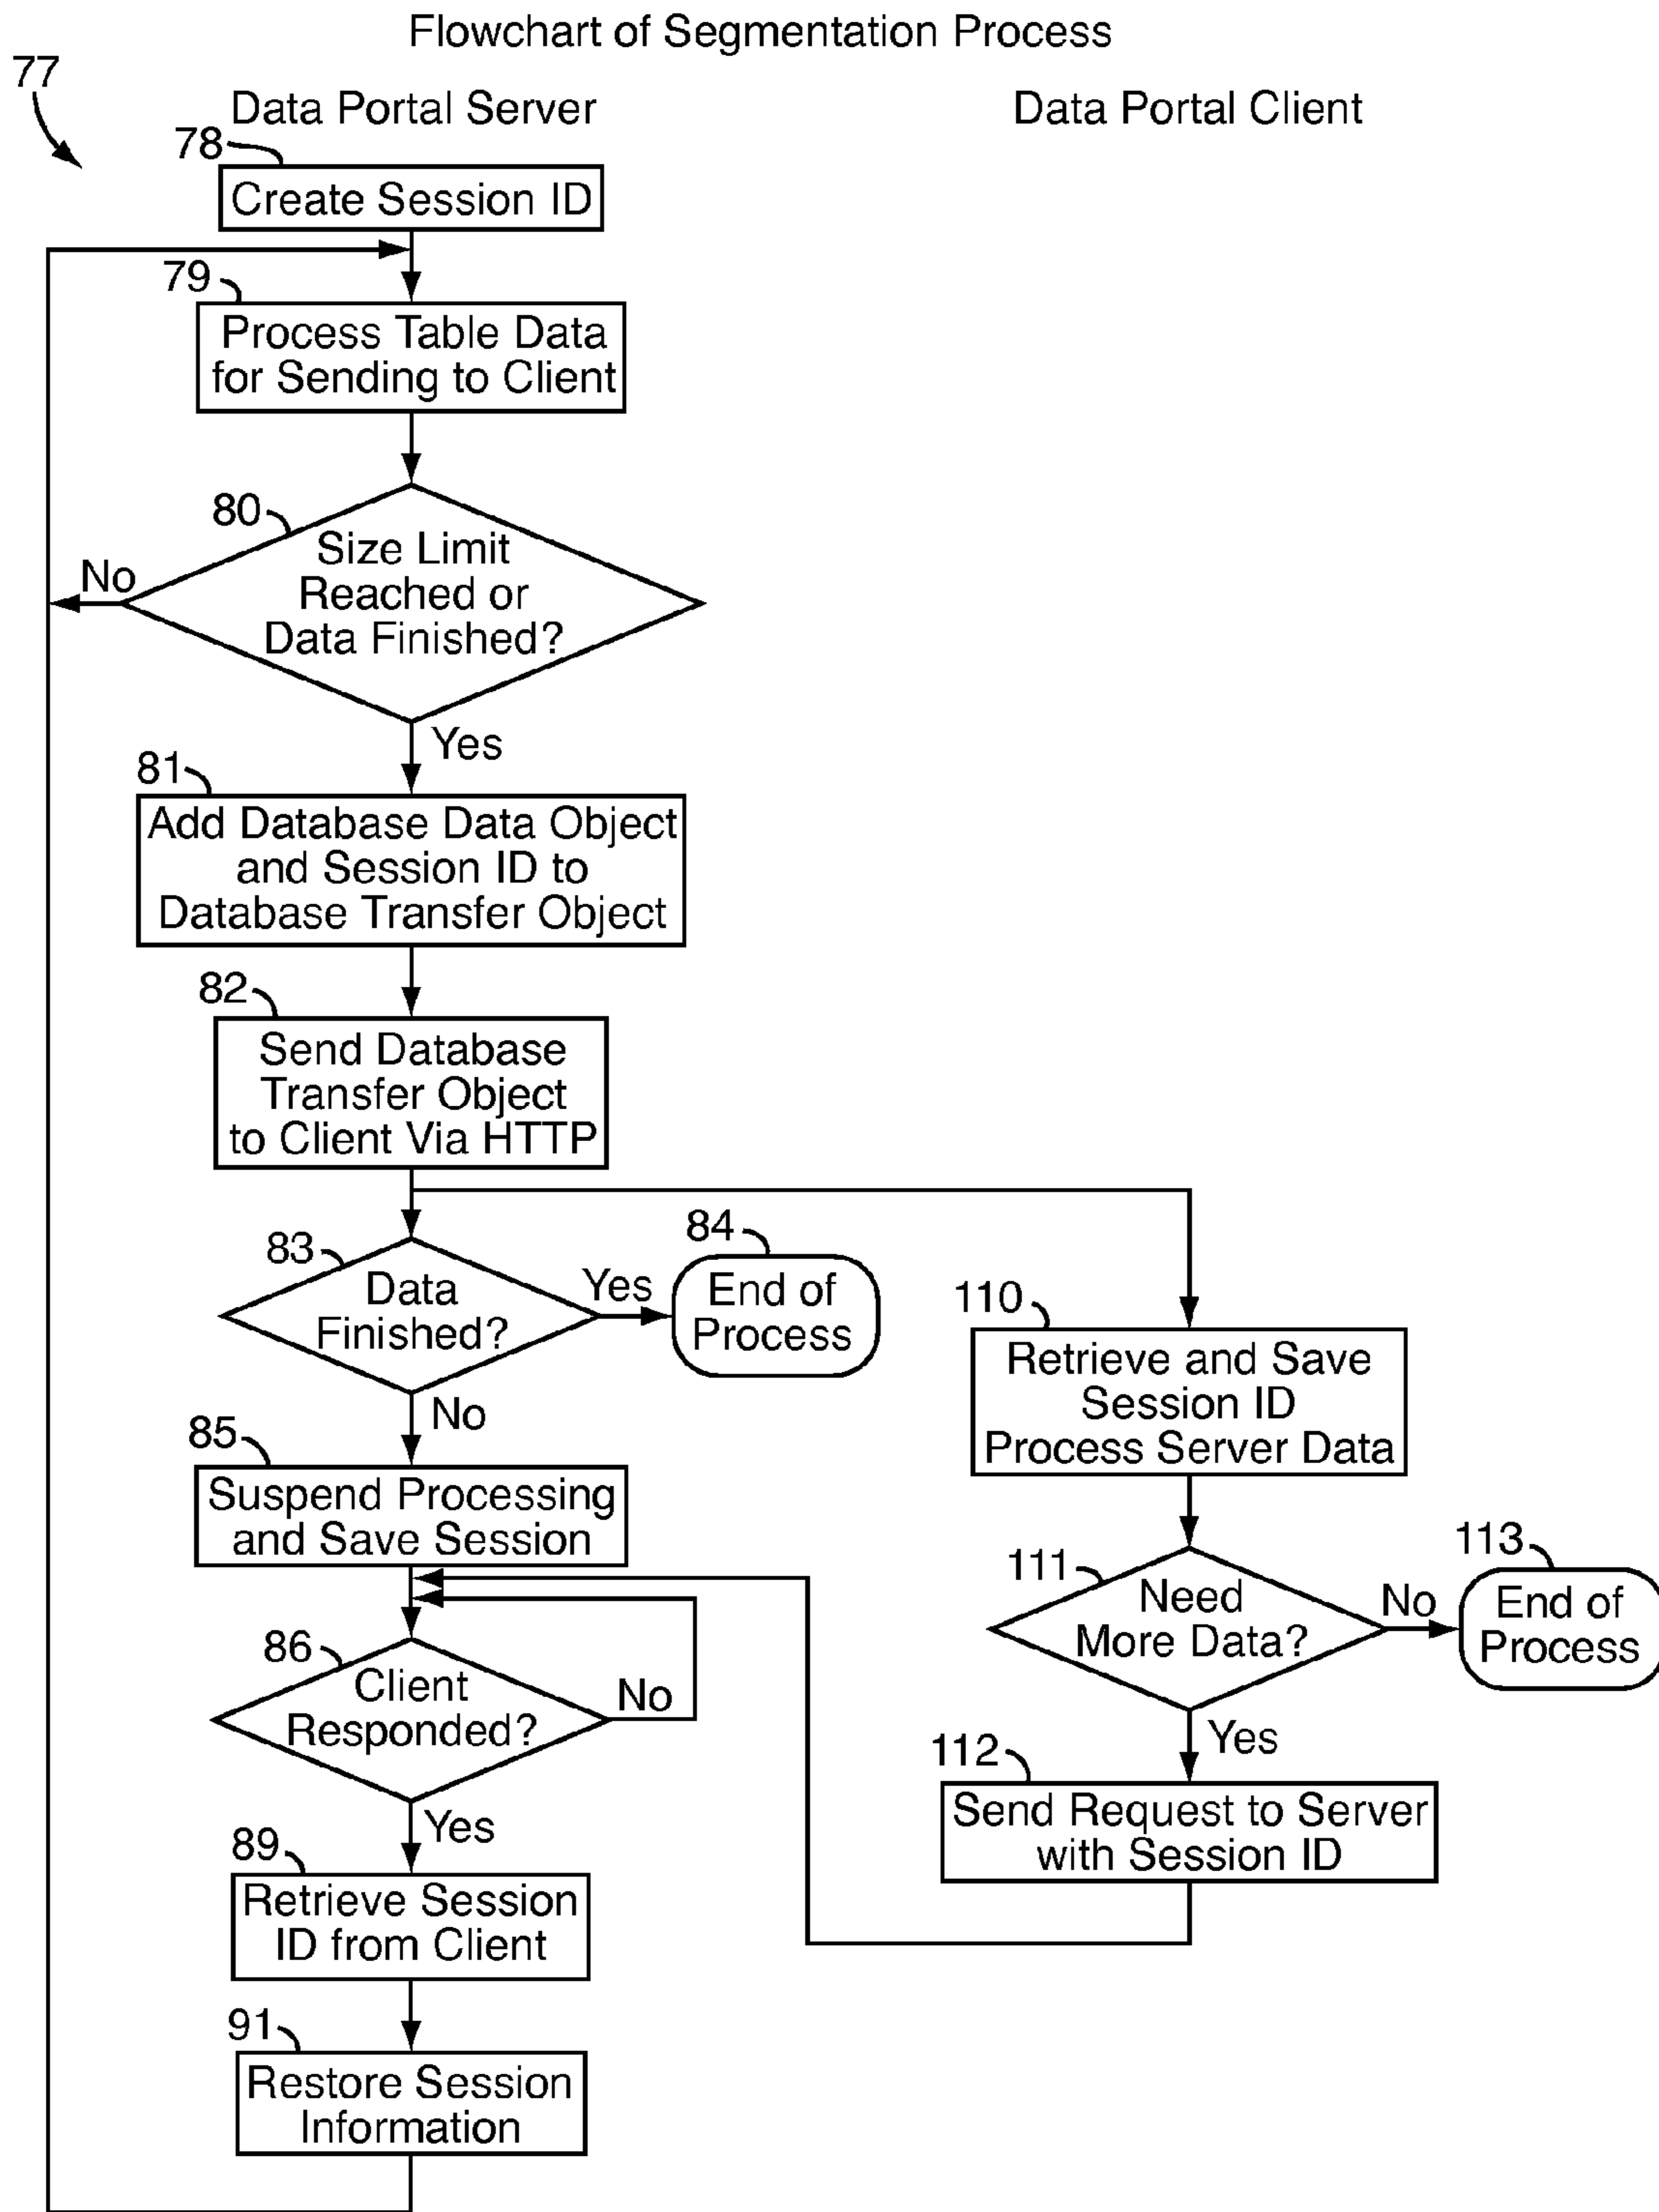 Flowchart of Segmentation Process
77
Data Portal Server
Data Portal Client
78
Create Session ID
79
Process Table Data
for Sending to Client
80
Size Limit
Reached or
Data Finished?
No
Yes
81
Add Database Data Object
and Session ID to
Database Transfer Object
82
Send Database
Transfer Object
to Client Via HTTP
83
Data
Finished?
Yes
84
End of
Process
No
85
Suspend Processing
and Save Session
86
Client
Responded?
No
Yes
89
Retrieve Session
ID from Client
91
Restore Session
Information
110
Retrieve and Save
Session ID
Process Server Data
111
Need
More Data?
No
113
End of
Process
Yes
112
Send Request to Server
with Session ID